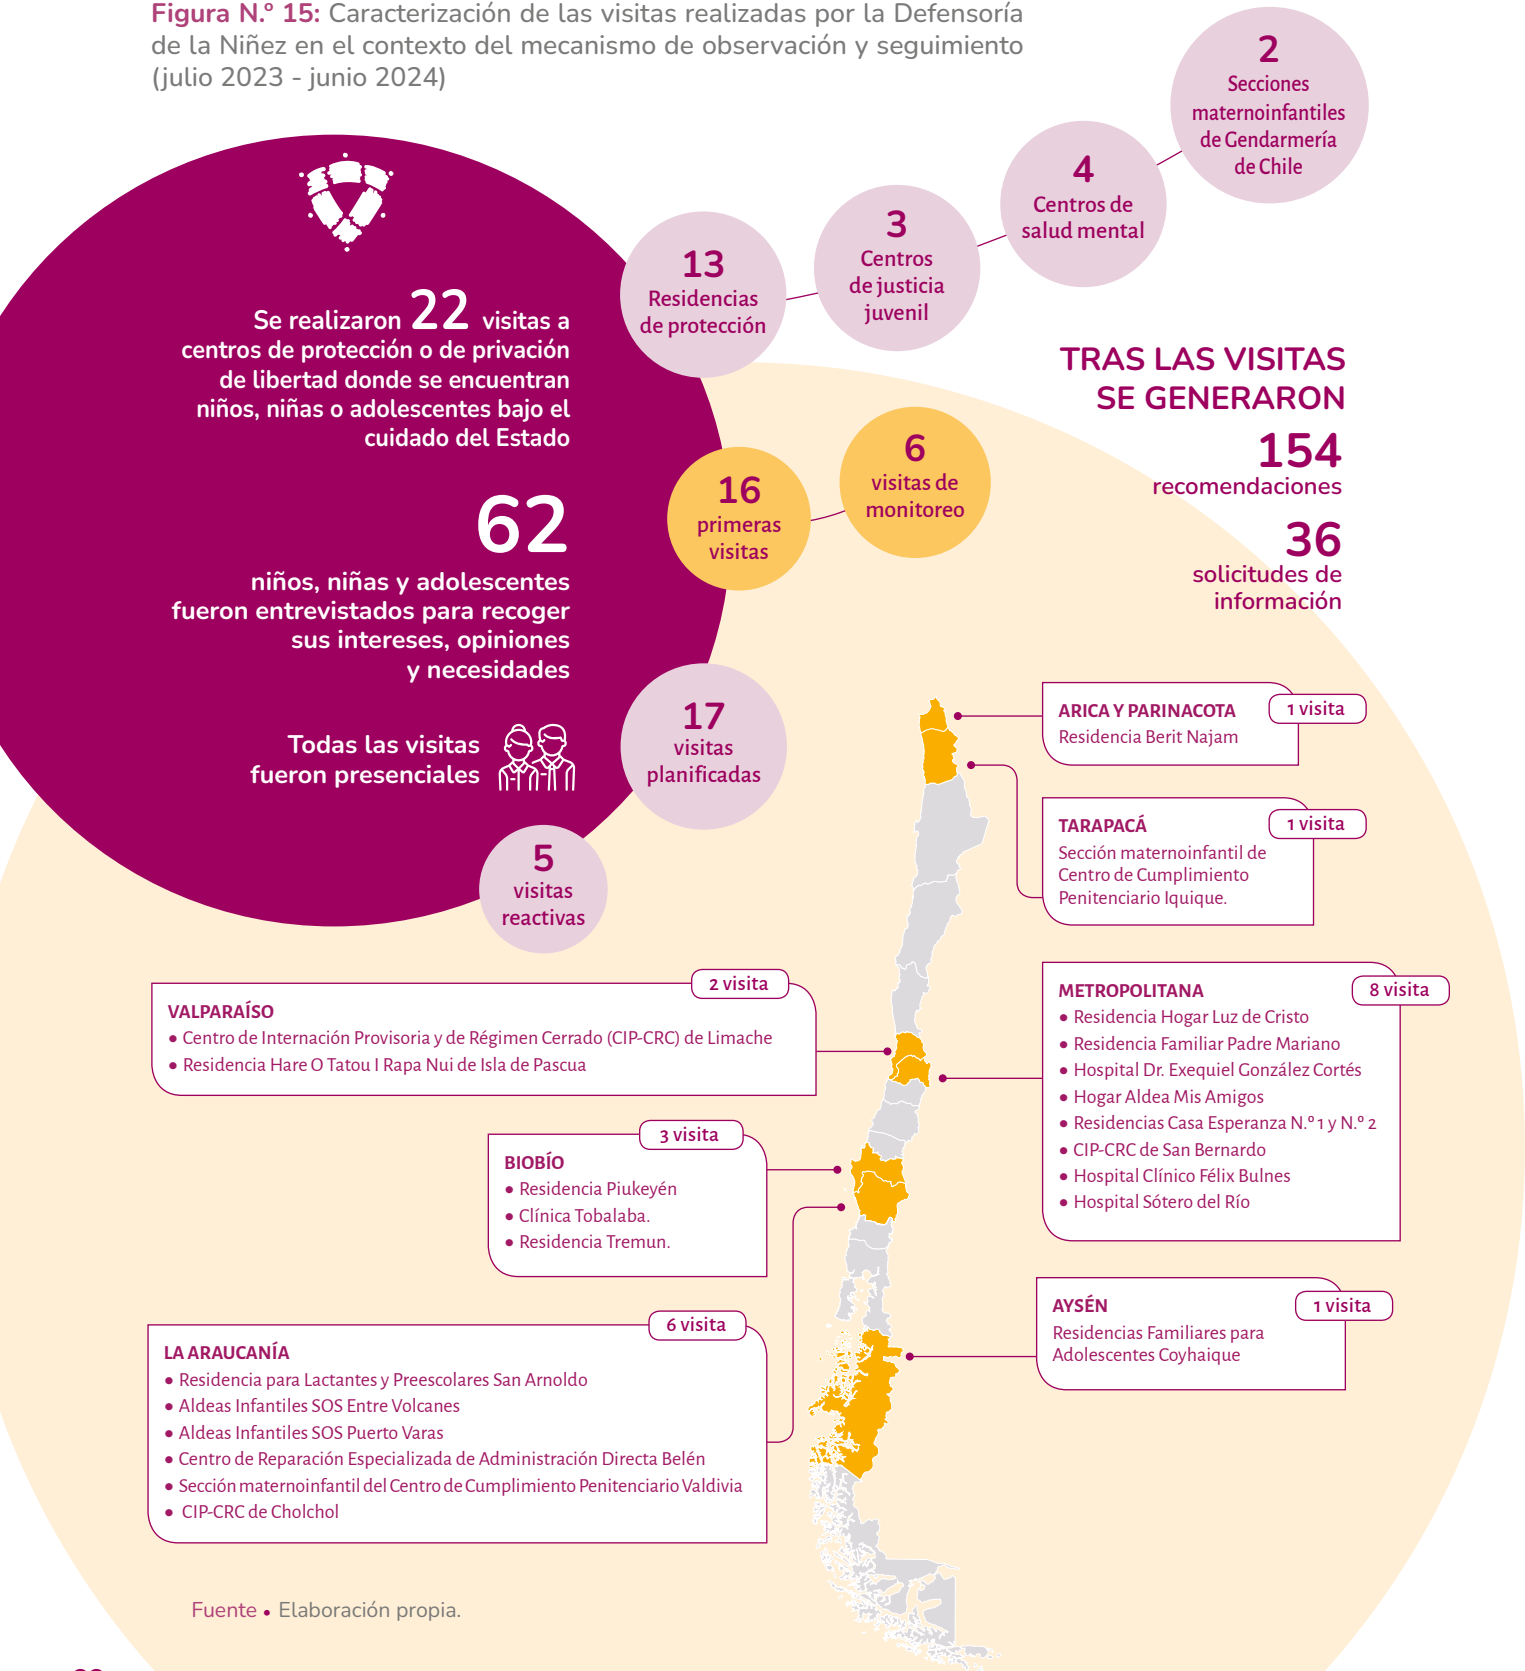 Figura N.º 15: Caracterización de las visitas realizadas por la Defensoría
de la Niñez en el contexto del mecanismo de observación y seguimiento
(julio 2023 - junio 2024)
Se realizaron 22 visitas a
centros de protección o de privación
de libertad donde se encuentran
niños, niñas o adolescentes bajo el
cuidado del Estado
62
niños, niñas y adolescentes
fueron entrevistados para recoger
sus intereses, opiniones
y necesidades
Todas las visitas
fueron presenciales
13
Residencias
de protección
3
Centros
de justicia
juvenil
4
Centros de
salud mental
2
Secciones
maternoinfantiles
de Gendarmería
de Chile
16
primeras
visitas
6
visitas de
monitoreo
17
visitas
planificadas
5
visitas
reactivas
TRAS LAS VISITAS
SE GENERARON
154
recomendaciones
36
solicitudes de
información
ARICA Y PARINACOTA
1 visita
Residencia Berit Najam
TARAPACÁ
1 visita
Sección maternoinfantil de
Centro de Cumplimiento
Penitenciario Iquique.
VALPARAÍSO
2 visita
● Centro de Internación Provisoria y de Régimen Cerrado (CIP-CRC) de Limache
● Residencia Hare O Tatou I Rapa Nui de Isla de Pascua
METROPOLITANA
8 visita
● Residencia Hogar Luz de Cristo
● Residencia Familiar Padre Mariano
● Hospital Dr. Exequiel González Cortés
● Hogar Aldea Mis Amigos
● Residencias Casa Esperanza N.º 1 y N.º 2
● CIP-CRC de San Bernardo
● Hospital Clínico Félix Bulnes
● Hospital Sótero del Río
BIOBÍO
3 visita
● Residencia Piukeyén
● Clínica Tobalaba.
● Residencia Tremun.
LA ARAUCANÍA
6 visita
● Residencia para Lactantes y Preescolares San Arnoldo
● Aldeas Infantiles SOS Entre Volcanes
● Aldeas Infantiles SOS Puerto Varas
● Centro de Reparación Especializada de Administración Directa Belén
● Sección maternoinfantil del Centro de Cumplimiento Penitenciario Valdivia
● CIP-CRC de Cholchol
AYSÉN
1 visita
Residencias Familiares para
Adolescentes Coyhaique
Fuente • Elaboración propia.